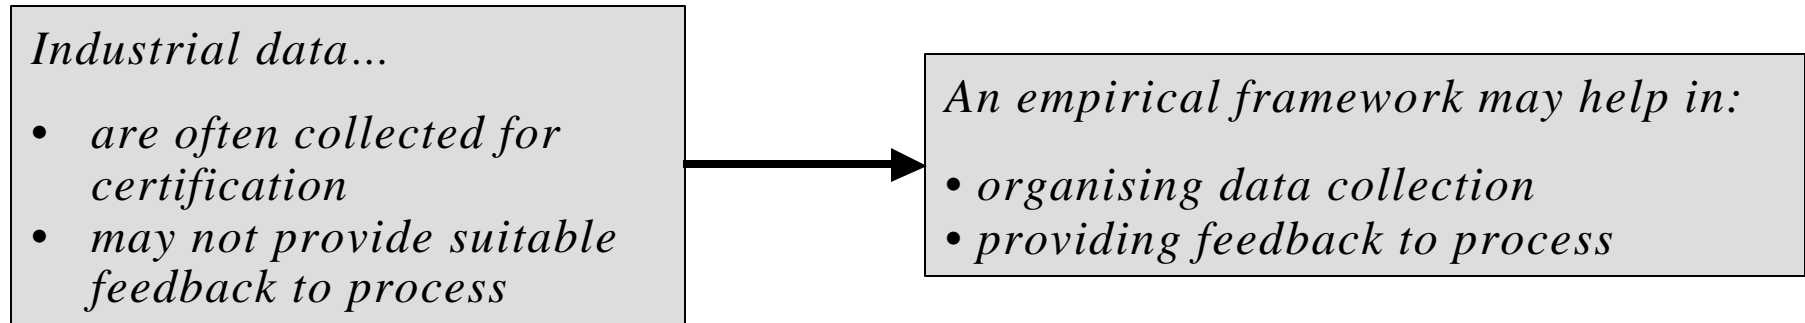 Industrial data…
• are often collected for
certification
• may not provide suitable
feedback to process
An empirical framework may help in:
• organising data collection
• providing feedback to process